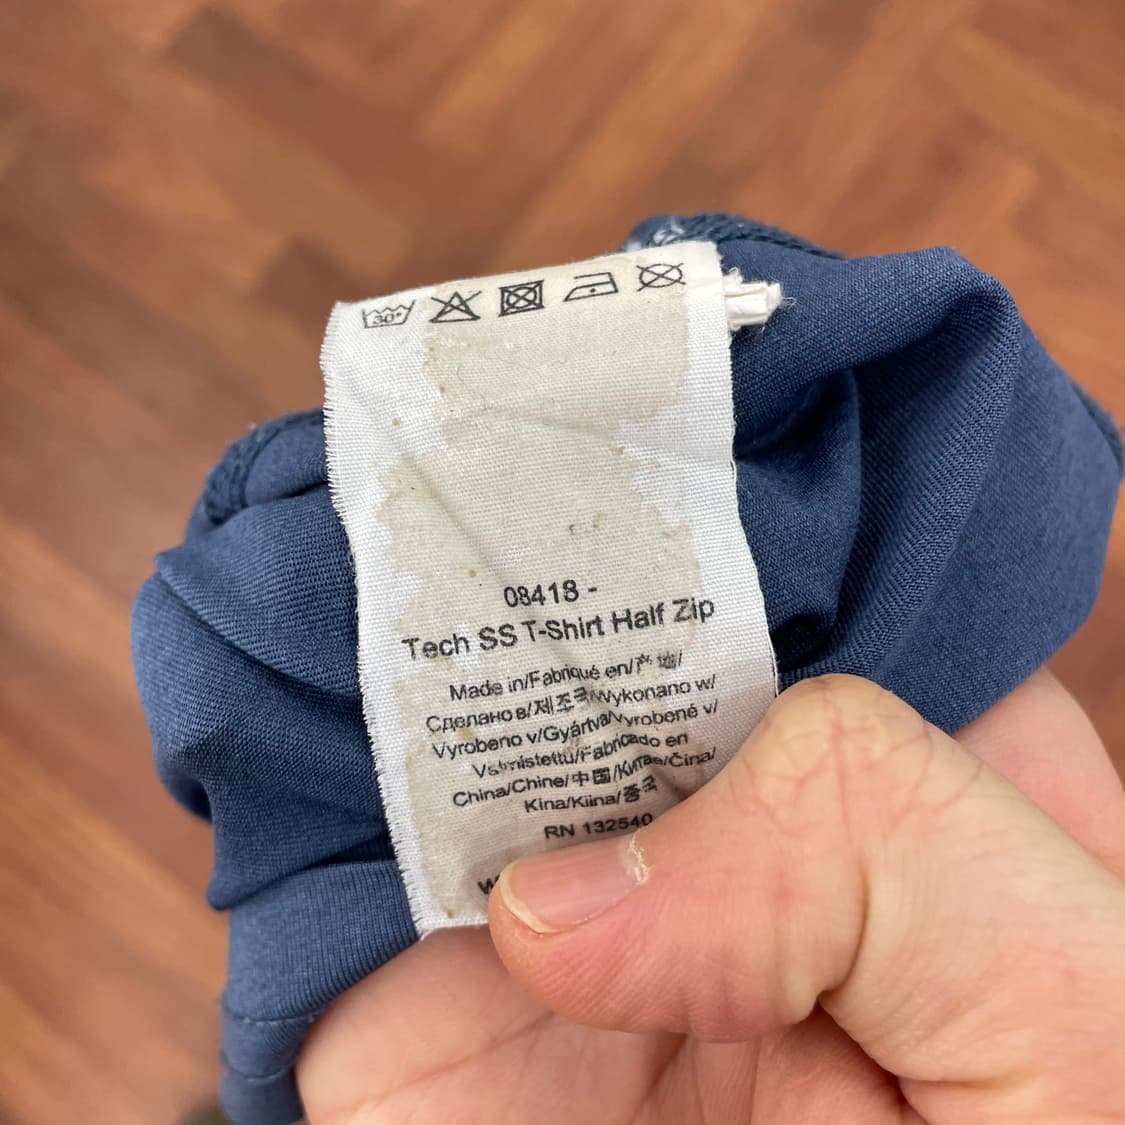 30°
08418 -
Tech SS T-Shirt Half Zip
Made in/Fabriqué en/产地/
Сделано в/제조국/Wykonano w/
Vyrobeno v/Gyártva/Vyrobené v/
Valmistettu/Fabricado en
China/Chine/中国/Китае/Čína/
Kina/Kiina/중국
RN 132540